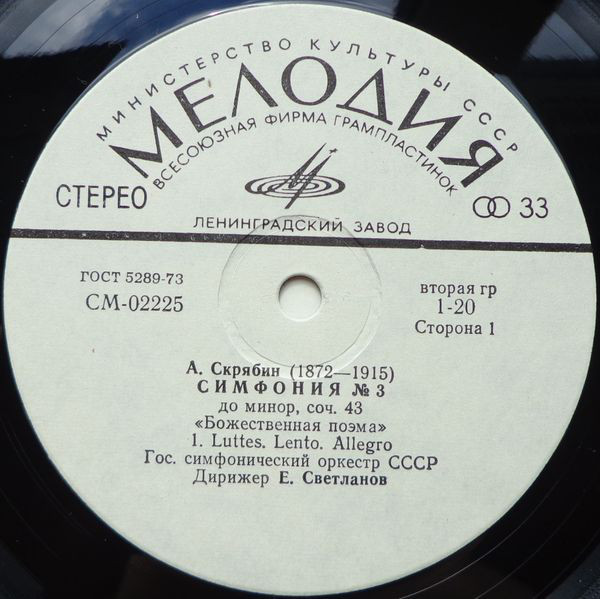 МИНИСТЕРСТВО КУЛЬТУРЫ СССР
МЕЛОДИЯ
ВСЕСОЮЗНАЯ ФИРМА ГРАМПЛАСТИНОК
СТЕРЕО
33
ЛЕНИНГРАДСКИЙ ЗАВОД
ГОСТ 5289-73
СМ-02225
вторая гр
1-20
Сторона 1
А. Скрябин (1872—1915)
СИМФОНИЯ № 3
до минор, соч. 43
«Божественная поэма»
1. Luttes. Lento. Allegro
Гос. симфонический оркестр СССР
Дирижер Е. Светланов